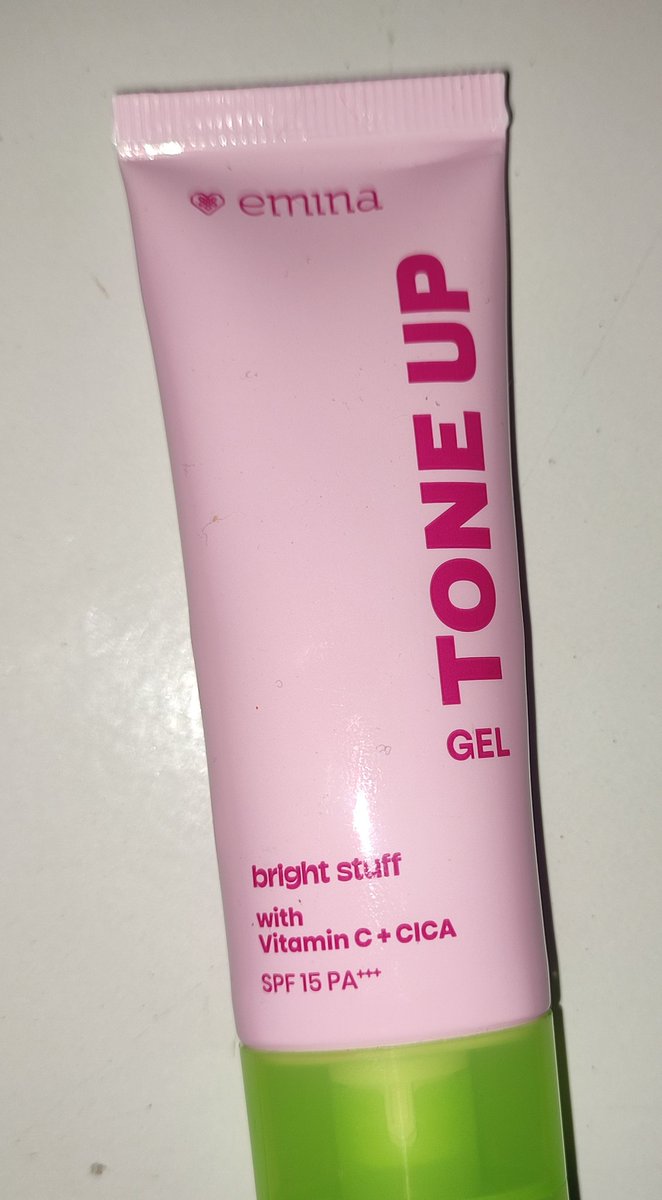 emina
TONE UP
GEL
bright stuff
with
Vitamin C + CICA
SPF 15 PA+++